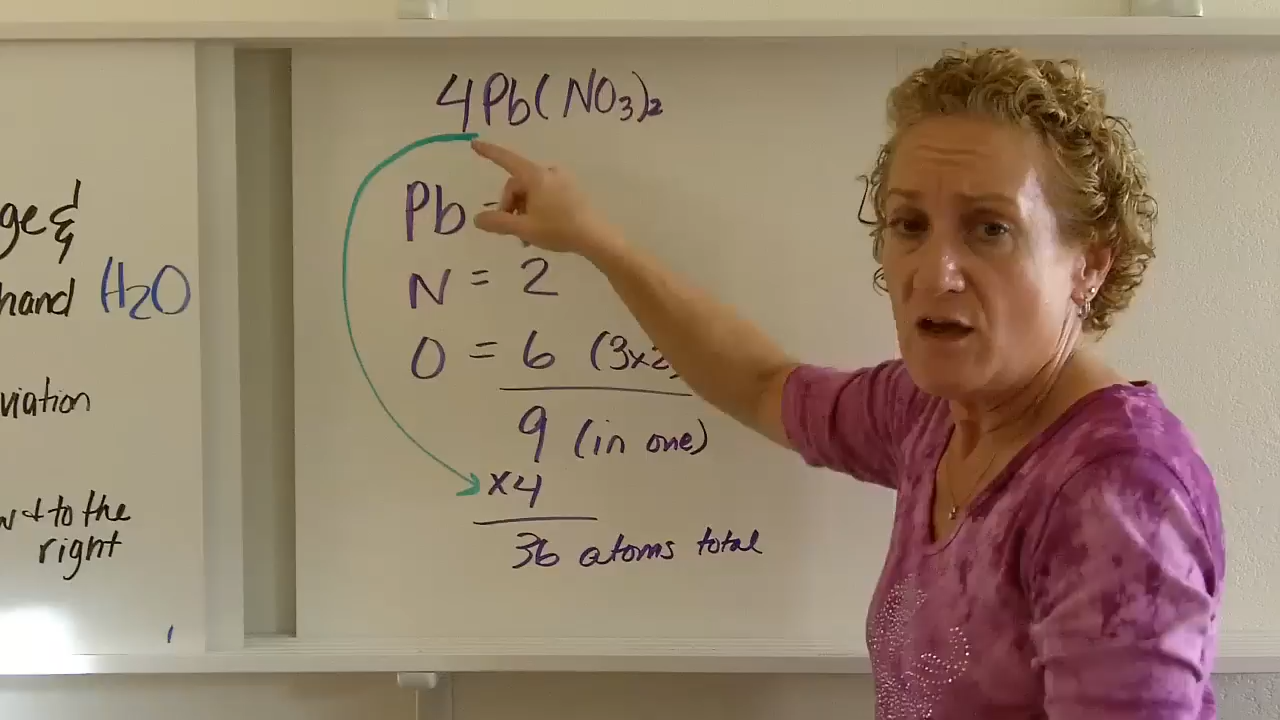 ge &
hand H₂O
viation
& to the
right
4Pb(NO₃)₂
Pb =
N = 2
O = 6 (3x2)
9 (in one)
x4
36 atoms total